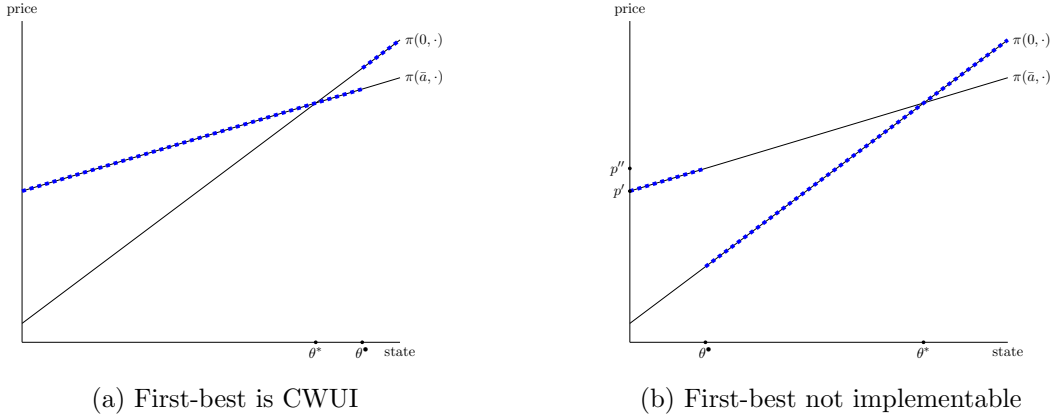 price
π(0, ·)
π(ā, ·)
θ*
θ•
state
(a) First-best is CWUI
price
π(0, ·)
π(ā, ·)
p′′
p′
θ•
θ*
state
(b) First-best not implementable